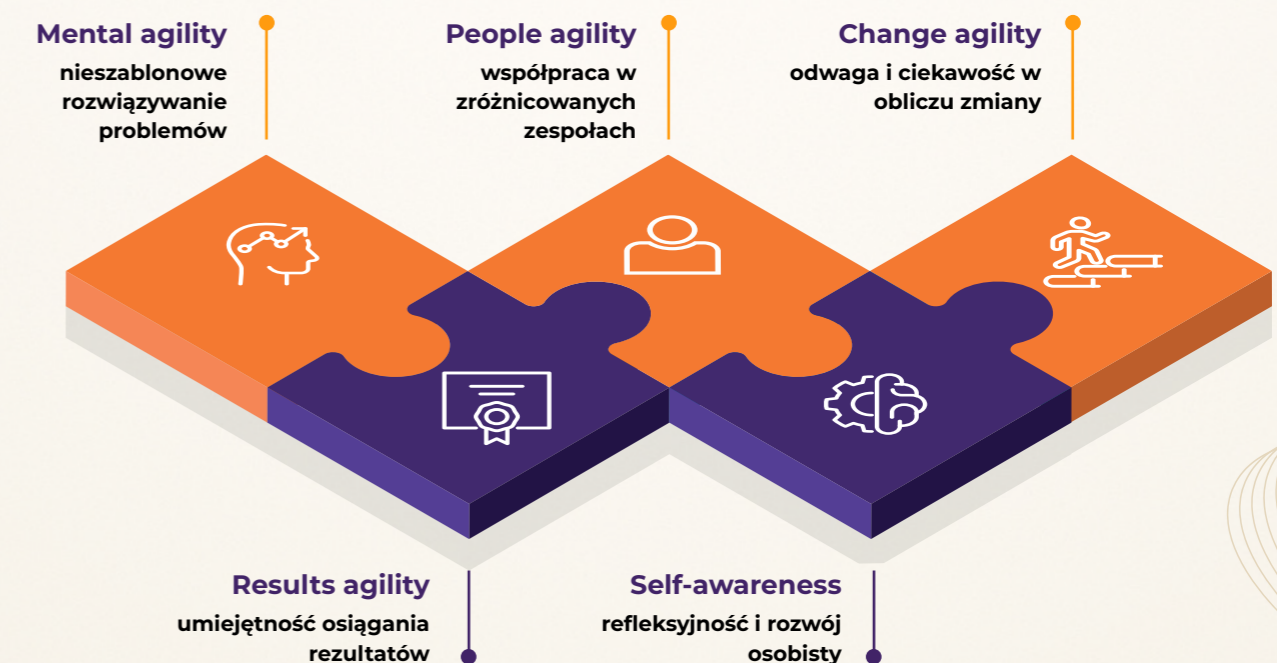 Mental agility
nieszablonowe
rozwiązywanie
problemów
People agility
współpraca w
zróżnicowanych
zespołach
Change agility
odwaga i ciekawość w
obliczu zmiany
Results agility
umiejętność osiągania
rezultatów
Self-awareness
refleksyjność i rozwój
osobisty